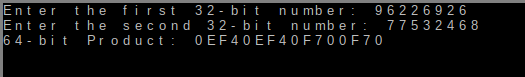 Enter the first 32-bit number: 96226926
Enter the second 32-bit number: 77532468
64-bit Product: 0EF40EF40F700F70